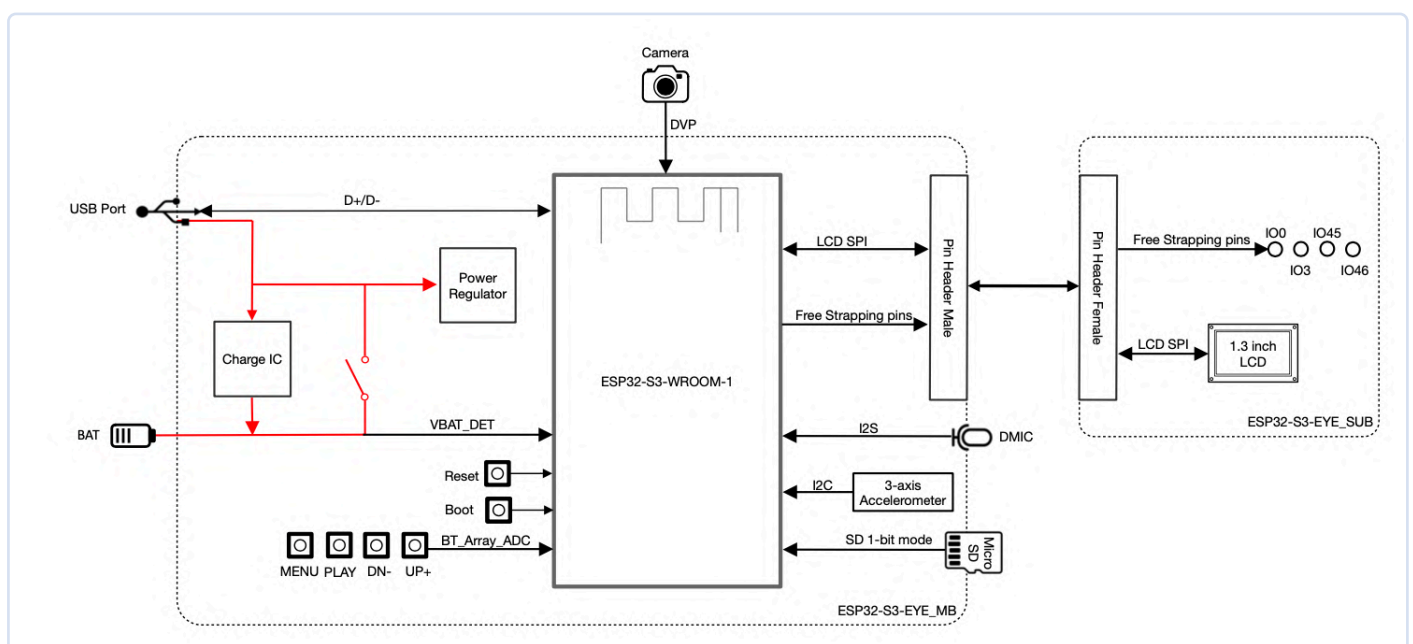 Camera
DVP
USB Port
D+/D-
Power
Regulator
Charge IC
BAT
VBAT_DET
Reset
Boot
BT_Array_ADC
MENU PLAY DN- UP+
ESP32-S3-WROOM-1
LCD SPI
Free Strapping pins
Pin Header Male
I2S
DMIC
I2C
3-axis
Accelerometer
SD 1-bit mode
Micro
SD
ESP32-S3-EYE_MB
Pin Header Female
Free Strapping pins
IO0 IO45
IO3 IO46
LCD SPI
1.3 inch
LCD
ESP32-S3-EYE_SUB